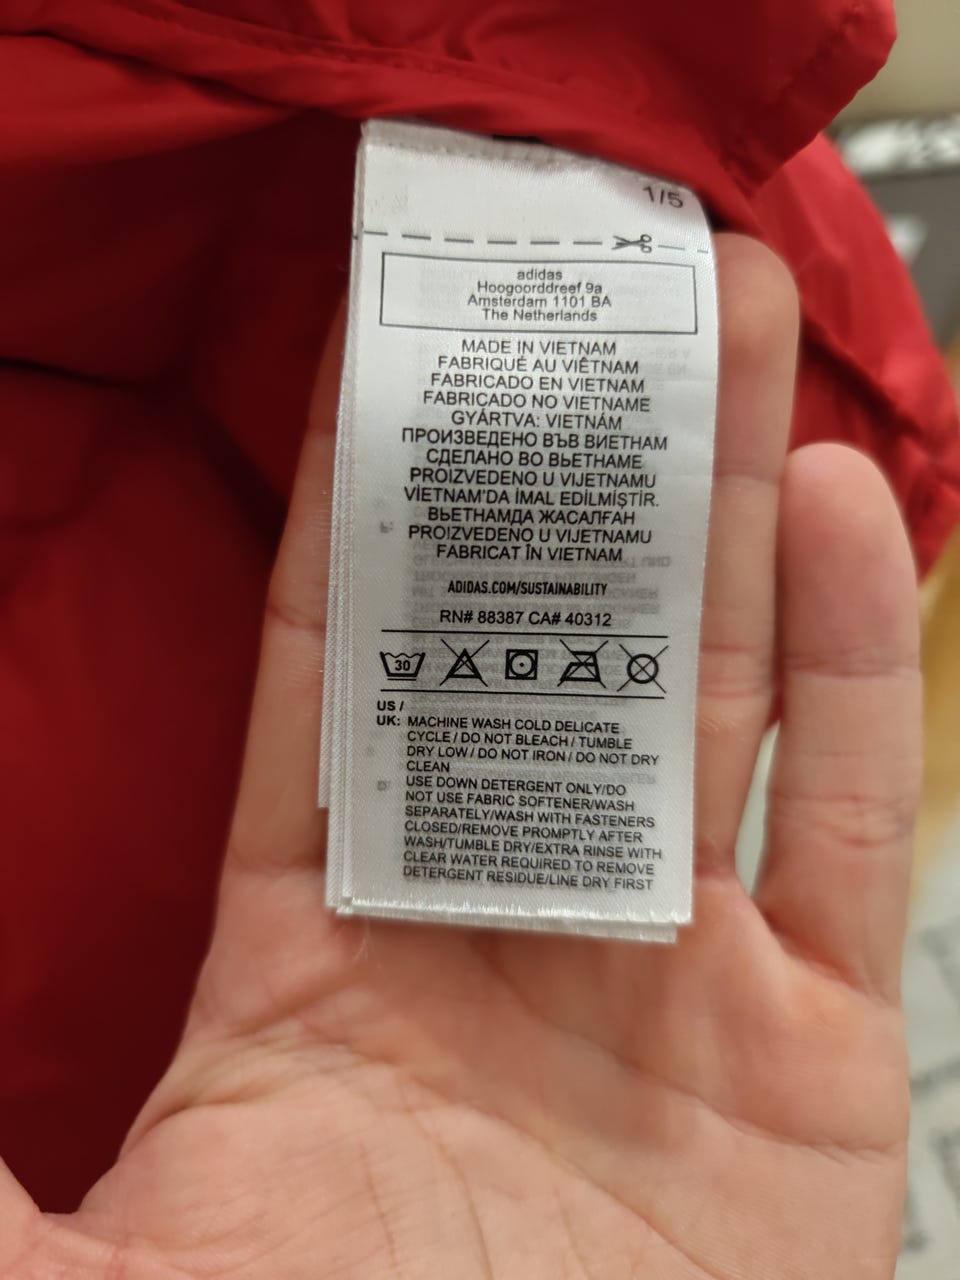 1/5
adidas
Hoogoorddreef 9a
Amsterdam 1101 BA
The Netherlands
MADE IN VIETNAM
FABRIQUÉ AU VIÊTNAM
FABRICADO EN VIETNAM
FABRICADO NO VIETNAME
GYÁRTVA: VIETNÁM
ПРОИЗВЕДЕНО ВЪВ ВИЕТНАМ
СДЕЛАНО ВО ВЬЕТНАМЕ
PROIZVEDENO U VIJETNAMU
VİETNAM'DA İMAL EDİLMİŞTİR.
ВЬЕТНАМДА ЖАСАЛҒАН
PROIZVEDENO U VIJETNAMU
FABRICAT ÎN VIETNAM
ADIDAS.COM/SUSTAINABILITY
RN# 88387 CA# 40312
30
US /
UK: MACHINE WASH COLD DELICATE
CYCLE / DO NOT BLEACH / TUMBLE
DRY LOW / DO NOT IRON / DO NOT DRY
CLEAN
USE DOWN DETERGENT ONLY/DO
NOT USE FABRIC SOFTENER/WASH
SEPARATELY/WASH WITH FASTENERS
CLOSED/REMOVE PROMPTLY AFTER
WASH/TUMBLE DRY/EXTRA RINSE WITH
CLEAR WATER REQUIRED TO REMOVE
DETERGENT RESIDUE/LINE DRY FIRST